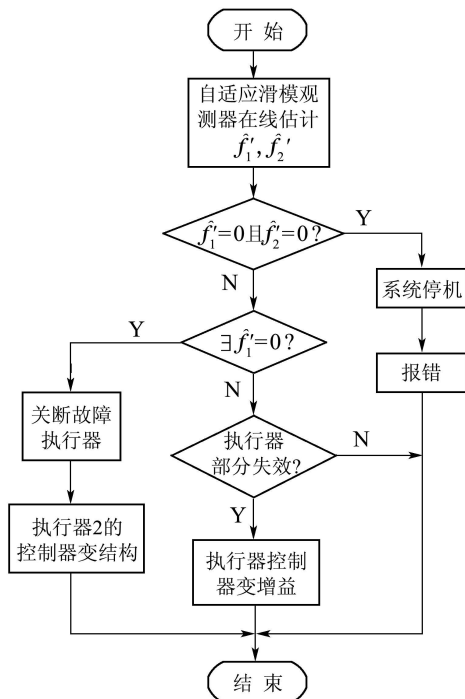 开 始
自适应滑模观
测器在线估计
f̂₁′, f̂₂′
f̂₁′=0且f̂₂′=0?
Y
N
系统停机
∃ f̂₁′=0?
Y
N
报错
关断故障
执行器
执行器
部分失效?
N
Y
执行器2的
控制器变结构
执行器控制
器变增益
结 束